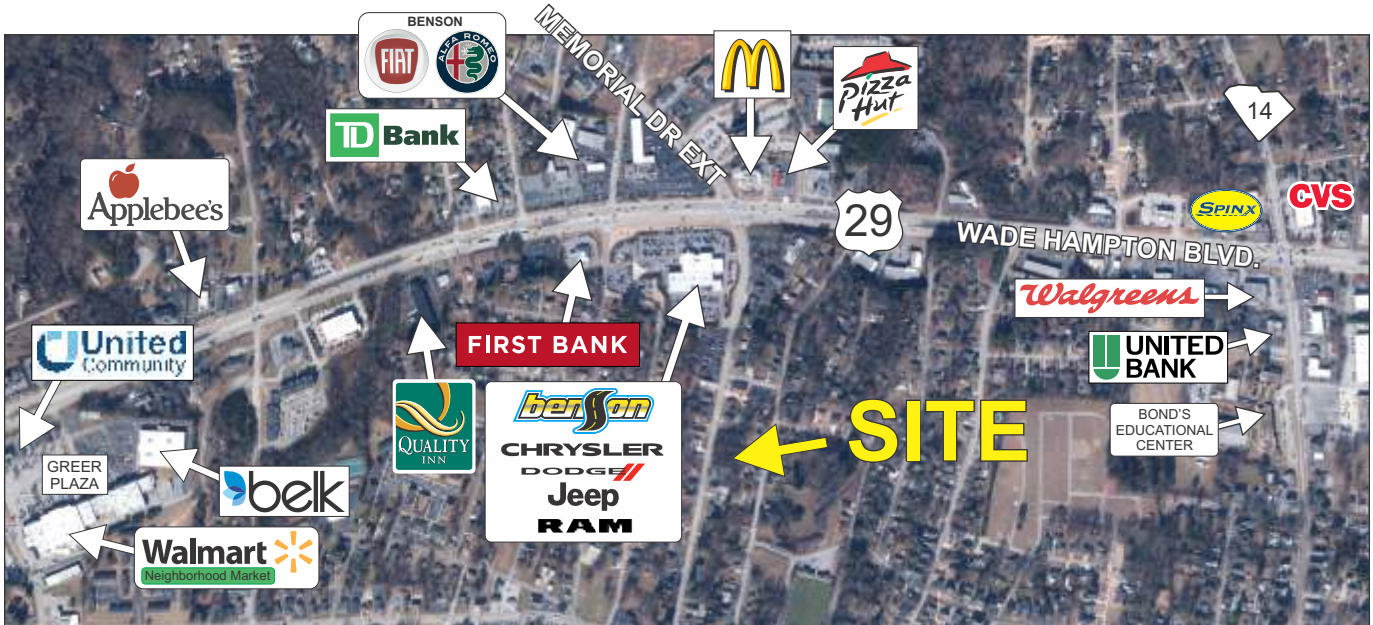 BENSON
FIAT
ALFA ROMEO
MEMORIAL DR EXT
Pizza
Hut
14
TD Bank
Applebee's
SPINX
CVS
29
WADE HAMPTON BLVD.
Walgreens
United
Community
FIRST BANK
UNITED
BANK
QUALITY
INN
benson
CHRYSLER
DODGE
Jeep
RAM
SITE
BOND'S
EDUCATIONAL
CENTER
GREER
PLAZA
belk
Walmart
Neighborhood Market